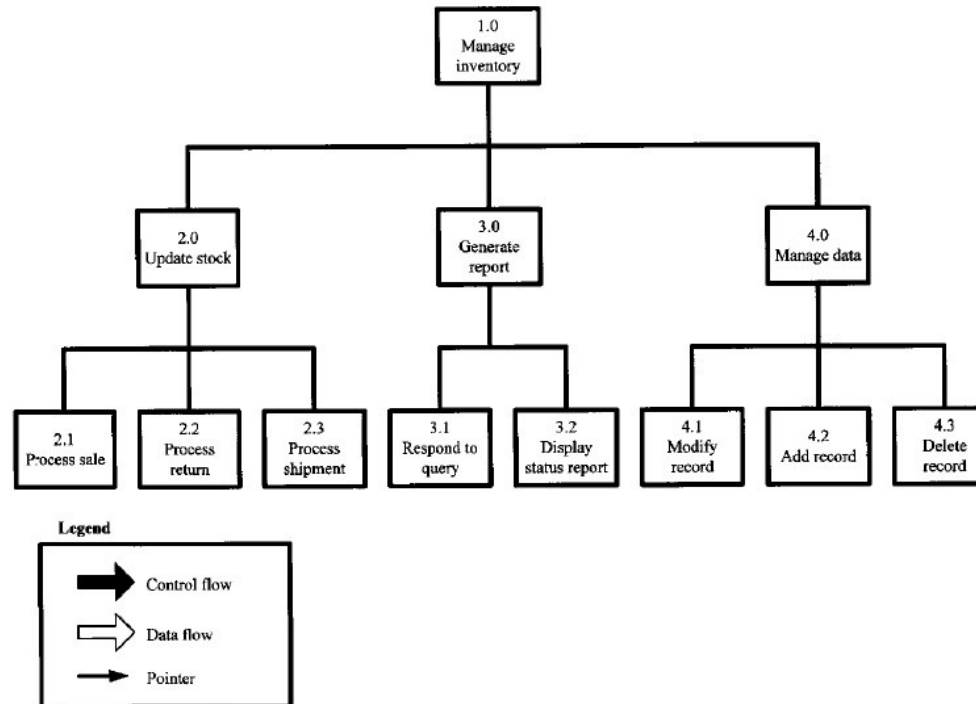 1.0
Manage
inventory
2.0
Update stock
3.0
Generate
report
4.0
Manage data
2.1
Process sale
2.2
Process
return
2.3
Process
shipment
3.1
Respond to
query
3.2
Display
status report
4.1
Modify
record
4.2
Add record
4.3
Delete
record
Legend
Control flow
Data flow
Pointer